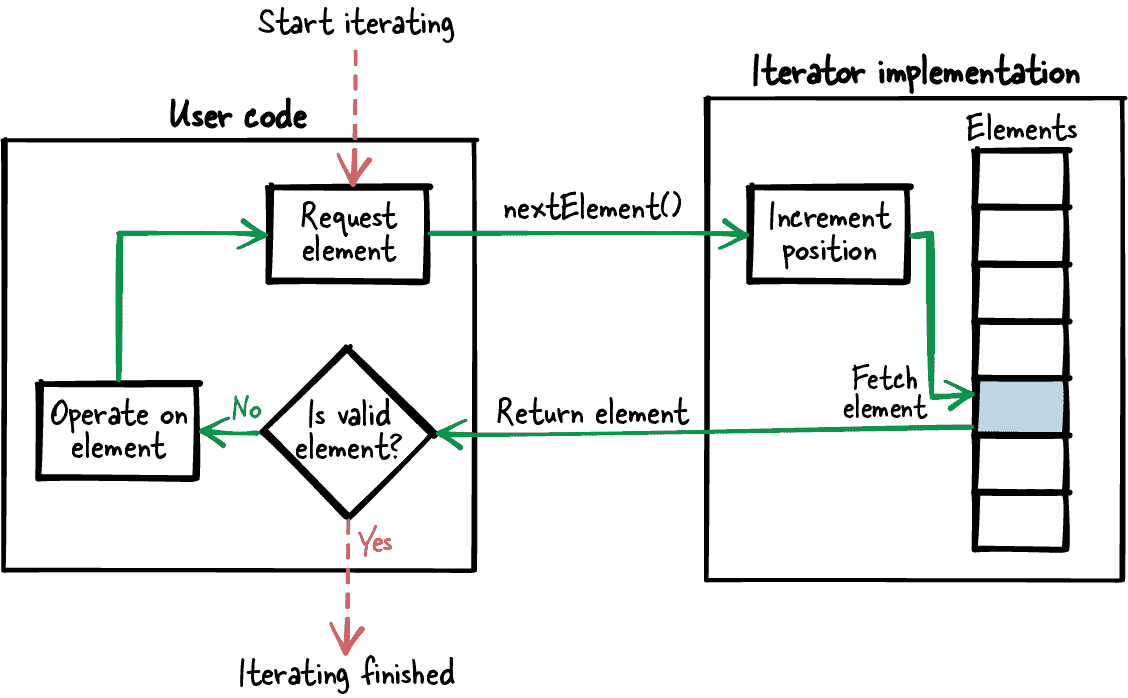 Start iterating
User code
Request
element
nextElement()
Iterator implementation
Elements
Increment
position
Fetch
element
Return element
Is valid
element?
No
Operate on
element
Yes
Iterating finished